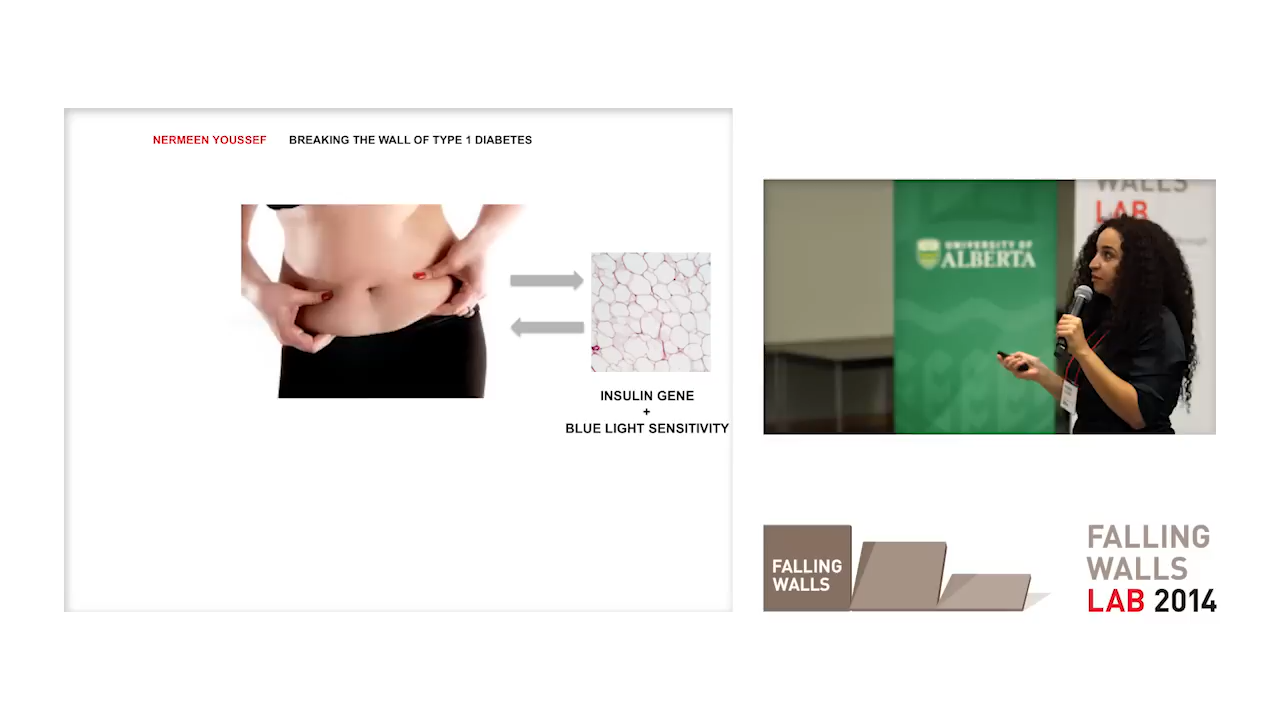 NERMEEN YOUSSEF BREAKING THE WALL OF TYPE 1 DIABETES
INSULIN GENE
+
BLUE LIGHT SENSITIVITY
WALLS
LAB
UNIVERSITY OF
ALBERTA
FALLING
WALLS
FALLING
WALLS
LAB 2014